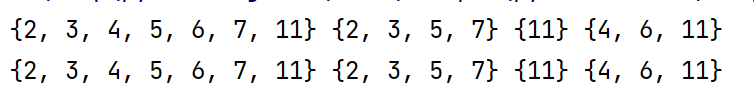 {2, 3, 4, 5, 6, 7, 11} {2, 3, 5, 7} {11} {4, 6, 11}
{2, 3, 4, 5, 6, 7, 11} {2, 3, 5, 7} {11} {4, 6, 11}